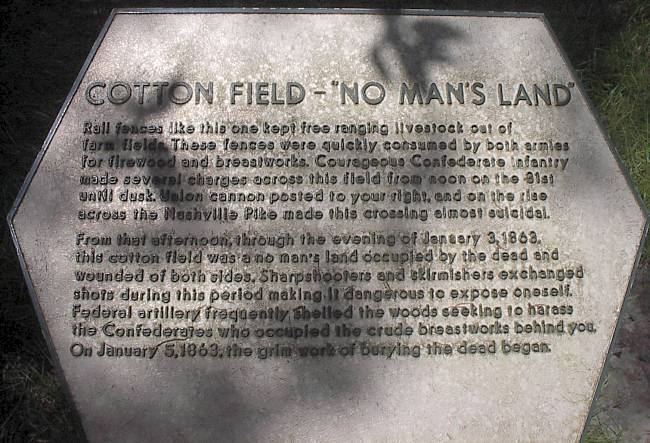 COTTON FIELD – "NO MAN'S LAND"
Rail fences like this one kept free ranging livestock out of
farm fields. These fences were quickly consumed by both armies
for firewood and breastworks. Courageous Confederate infantry
made several charges across this field from noon on the 31st
until dusk. Union cannon posted to your right, and on the rise
across the Nashville Pike made this crossing almost suicidal.
From that afternoon, through the evening of January 3, 1863,
this cotton field was a no man's land occupied by the dead and
wounded of both sides. Sharpshooters and skirmishers exchanged
shots during this period making it dangerous to expose oneself.
Federal artillery frequently shelled the woods seeking to harass
the Confederates who occupied the crude breastworks behind you.
On January 5, 1863, the grim work of burying the dead began.